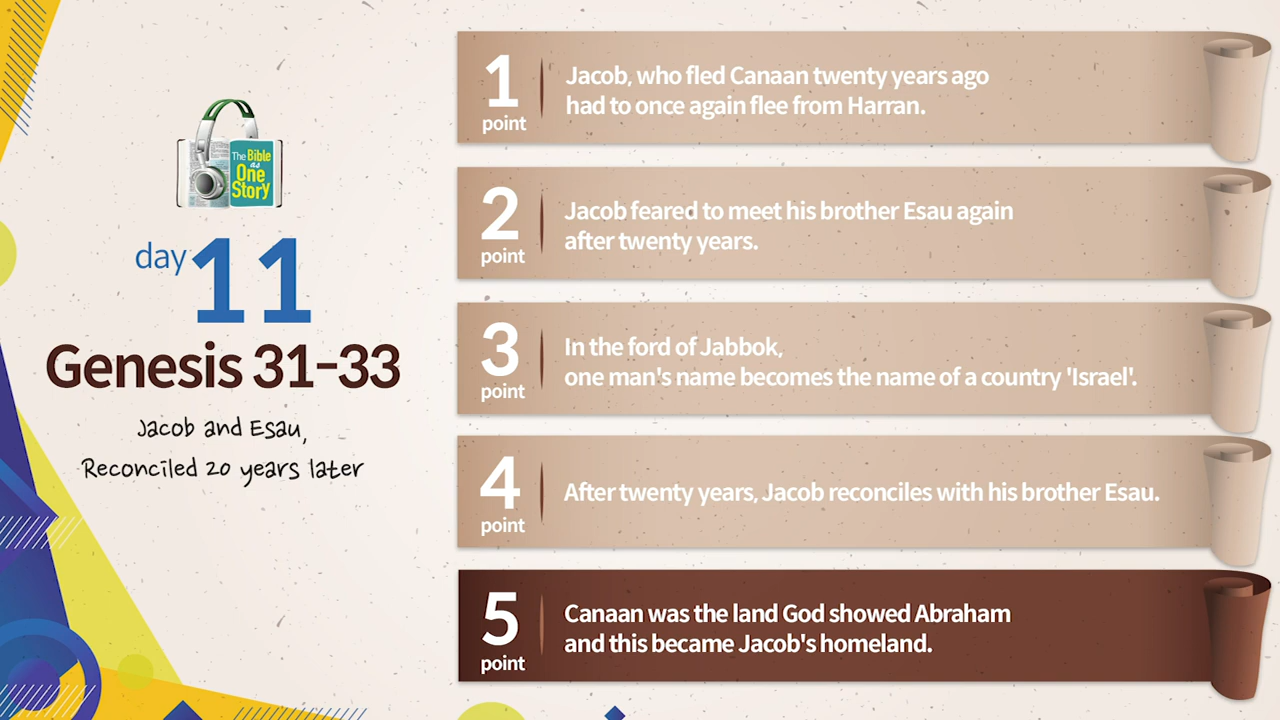 The Bible
as
One
Story
day 11
Genesis 31-33
Jacob and Esau,
Reconciled 20 years later
1
point
Jacob, who fled Canaan twenty years ago
had to once again flee from Harran.
2
point
Jacob feared to meet his brother Esau again
after twenty years.
3
point
In the ford of Jabbok,
one man's name becomes the name of a country 'Israel'.
4
point
After twenty years, Jacob reconciles with his brother Esau.
5
point
Canaan was the land God showed Abraham
and this became Jacob's homeland.